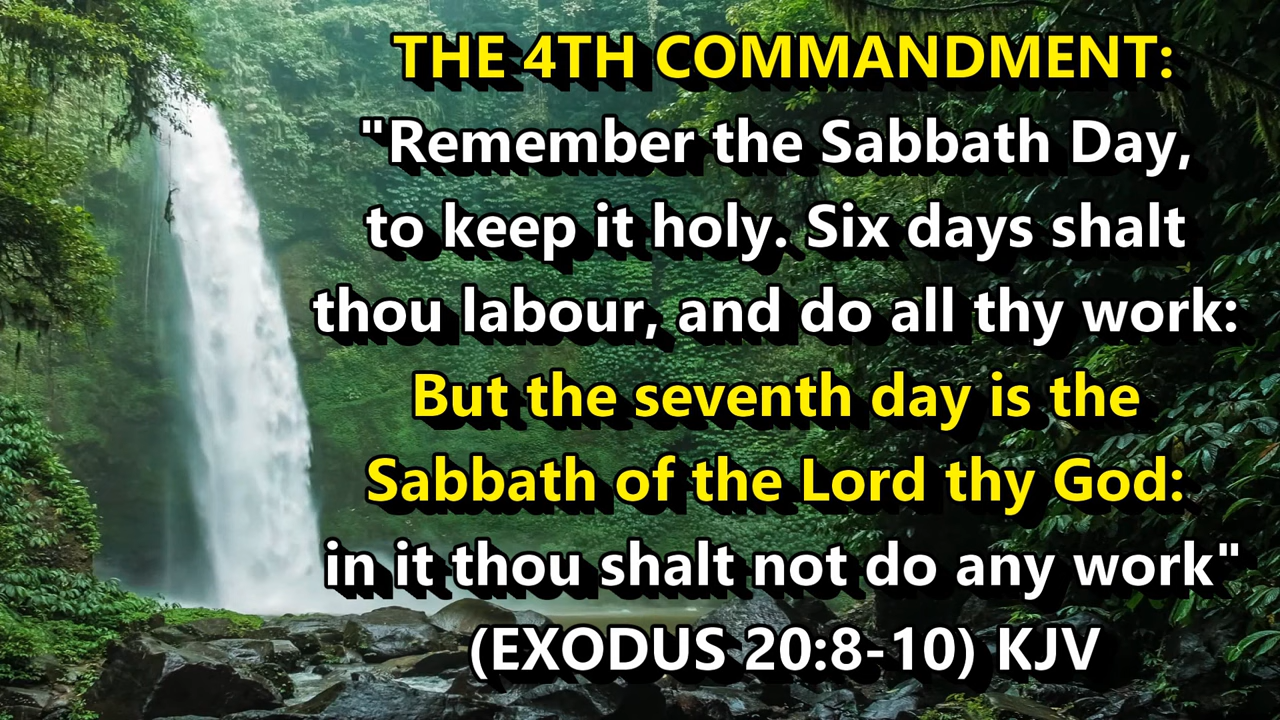 THE 4TH COMMANDMENT:
"Remember the Sabbath Day,
to keep it holy. Six days shalt
thou labour, and do all thy work:
But the seventh day is the
Sabbath of the Lord thy God:
in it thou shalt not do any work"
(EXODUS 20:8-10) KJV